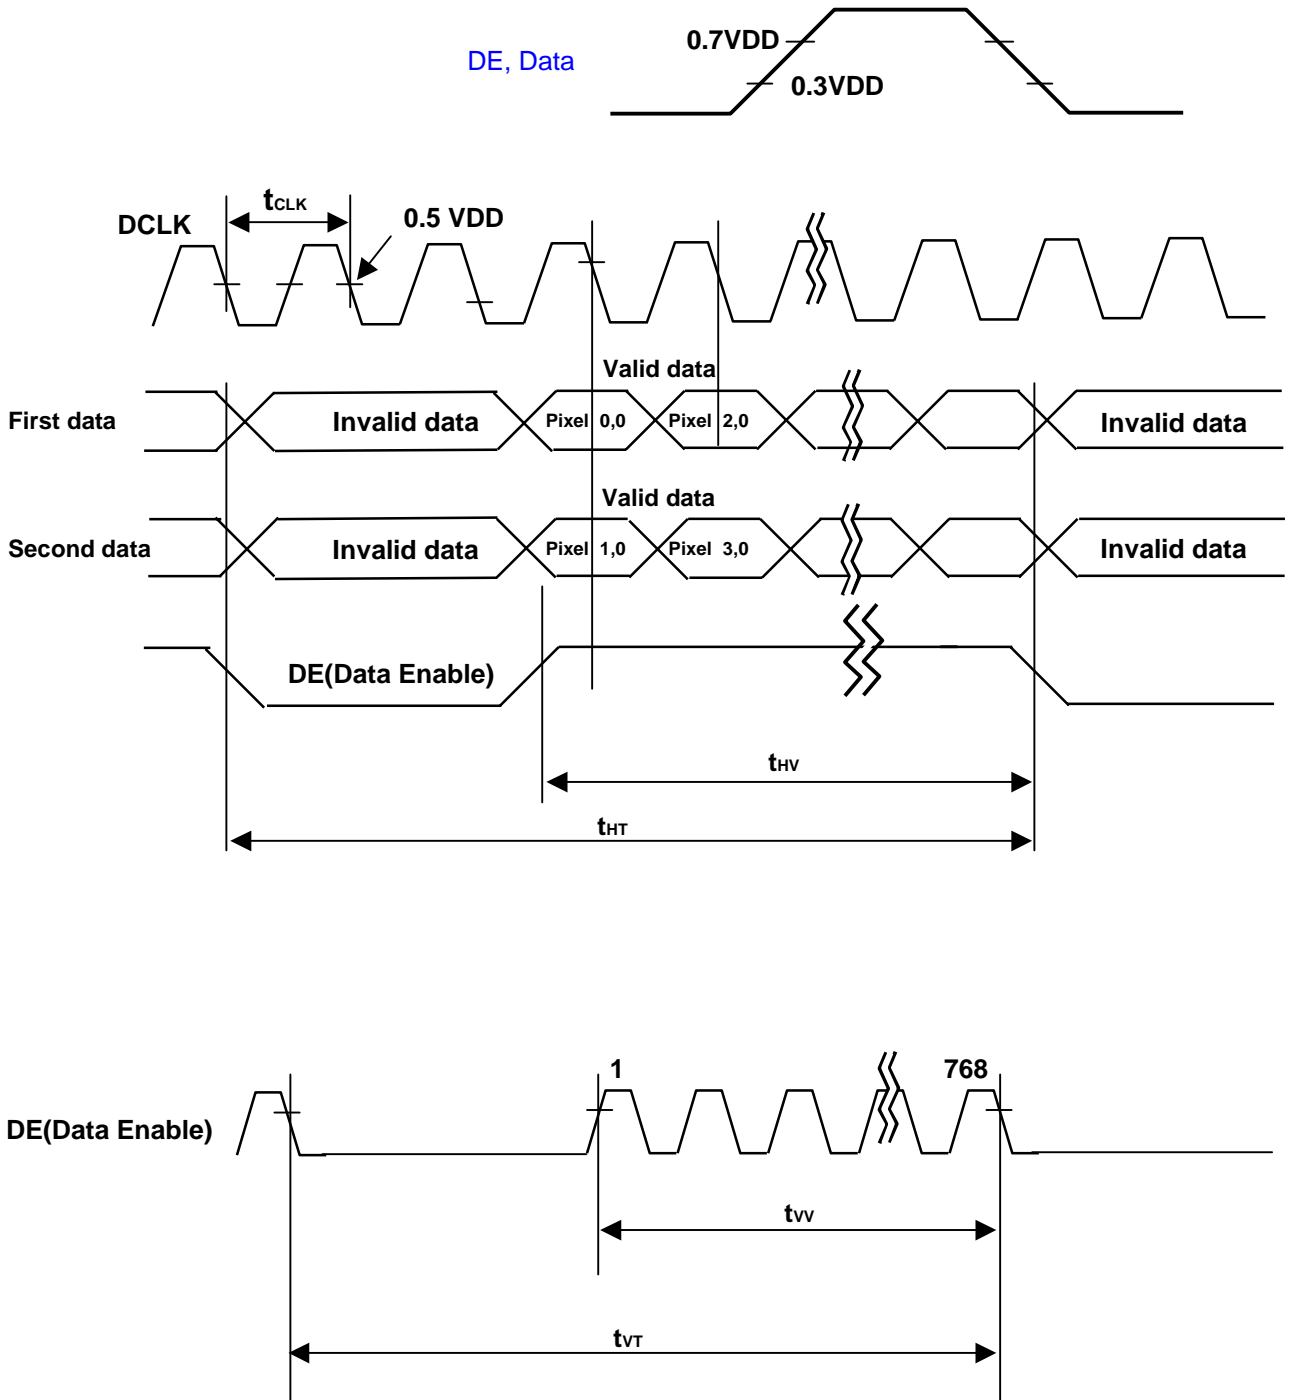 0.7VDD
DE, Data
0.3VDD
tCLK
DCLK
0.5 VDD
Valid data
First data
Invalid data
Pixel 0,0
Pixel 2,0
Invalid data
Valid data
Second data
Invalid data
Pixel 1,0
Pixel 3,0
Invalid data
DE(Data Enable)
tHV
tHT
1
768
DE(Data Enable)
tVV
tVT